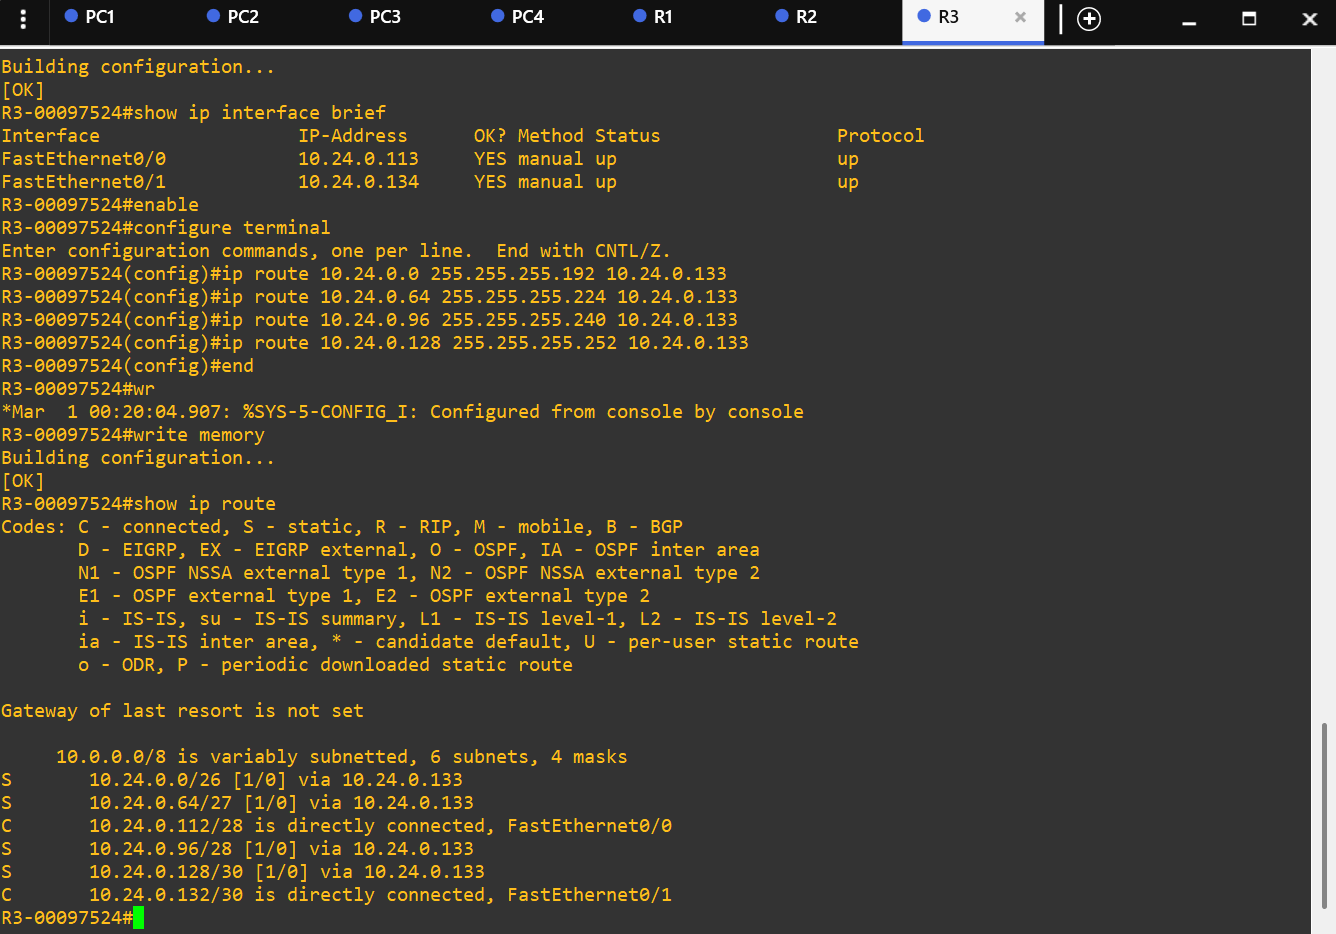 PC1 PC2 PC3 PC4 R1 R2 R3
Building configuration...
[OK]
R3-00097524#show ip interface brief
Interface                  IP-Address      OK? Method Status                Protocol
FastEthernet0/0            10.24.0.113     YES manual up                    up
FastEthernet0/1            10.24.0.134     YES manual up                    up
R3-00097524#enable
R3-00097524#configure terminal
Enter configuration commands, one per line.  End with CNTL/Z.
R3-00097524(config)#ip route 10.24.0.0 255.255.255.192 10.24.0.133
R3-00097524(config)#ip route 10.24.0.64 255.255.255.224 10.24.0.133
R3-00097524(config)#ip route 10.24.0.96 255.255.255.240 10.24.0.133
R3-00097524(config)#ip route 10.24.0.128 255.255.255.252 10.24.0.133
R3-00097524(config)#end
R3-00097524#wr
*Mar  1 00:20:04.907: %SYS-5-CONFIG_I: Configured from console by console
R3-00097524#write memory
Building configuration...
[OK]
R3-00097524#show ip route
Codes: C - connected, S - static, R - RIP, M - mobile, B - BGP
       D - EIGRP, EX - EIGRP external, O - OSPF, IA - OSPF inter area
       N1 - OSPF NSSA external type 1, N2 - OSPF NSSA external type 2
       E1 - OSPF external type 1, E2 - OSPF external type 2
       i - IS-IS, su - IS-IS summary, L1 - IS-IS level-1, L2 - IS-IS level-2
       ia - IS-IS inter area, * - candidate default, U - per-user static route
       o - ODR, P - periodic downloaded static route
Gateway of last resort is not set
     10.0.0.0/8 is variably subnetted, 6 subnets, 4 masks
S       10.24.0.0/26 [1/0] via 10.24.0.133
S       10.24.0.64/27 [1/0] via 10.24.0.133
C       10.24.0.112/28 is directly connected, FastEthernet0/0
S       10.24.0.96/28 [1/0] via 10.24.0.133
S       10.24.0.128/30 [1/0] via 10.24.0.133
C       10.24.0.132/30 is directly connected, FastEthernet0/1
R3-00097524#